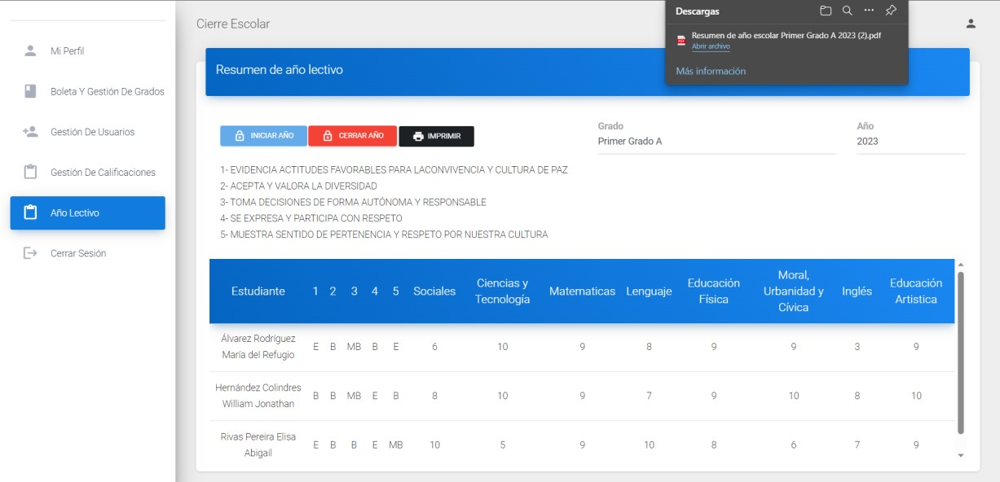 Cierre Escolar
Descargas
Resumen de año escolar Primer Grado A 2023 (2).pdf
Abrir archivo
Más información
Mi Perfil
Boleta Y Gestión De Grados
Gestión De Usuarios
Gestión De Calificaciones
Año Lectivo
Cerrar Sesión
Resumen de año lectivo
INICIAR AÑO CERRAR AÑO IMPRIMIR
Grado
Primer Grado A
Año
2023
1- EVIDENCIA ACTITUDES FAVORABLES PARA LACONVIVENCIA Y CULTURA DE PAZ
2- ACEPTA Y VALORA LA DIVERSIDAD
3- TOMA DECISIONES DE FORMA AUTÓNOMA Y RESPONSABLE
4- SE EXPRESA Y PARTICIPA CON RESPETO
5- MUESTRA SENTIDO DE PERTENENCIA Y RESPETO POR NUESTRA CULTURA
Estudiante 1 2 3 4 5 Sociales Ciencias y Tecnología Matematicas Lenguaje Educación Física Moral, Urbanidad y Cívica Inglés Educación Artistica
Álvarez Rodríguez María del Refugio E B MB B E 6 10 9 8 9 9 3 9
Hernández Colindres William Jonathan B B MB E B 8 10 9 7 9 10 8 10
Rivas Pereira Elisa Abigail E B B E MB 10 5 9 10 8 6 7 9